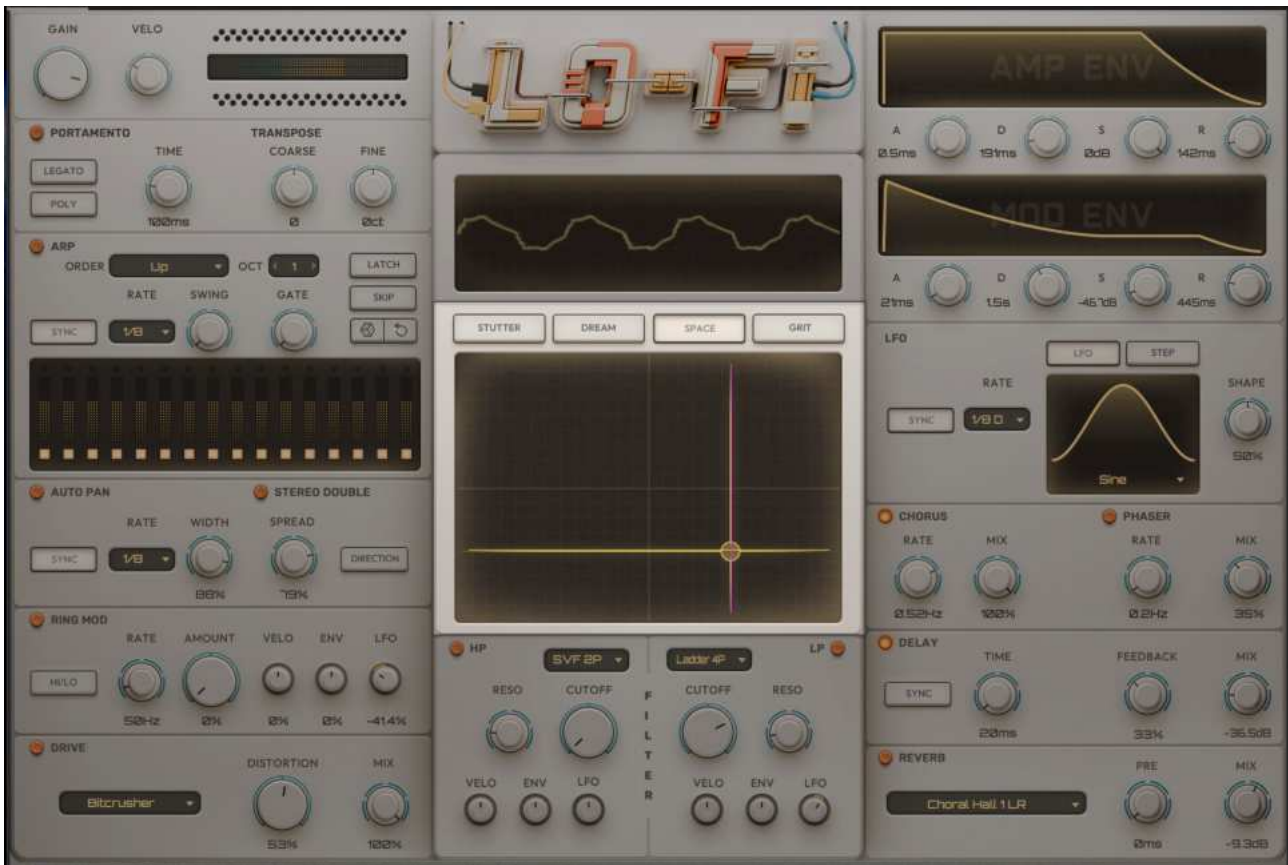 GAIN VELO
PORTAMENTO TRANSPOSE
TIME COARSE FINE
LEGATO
POLY
100ms 0 0ct
ARP
ORDER Up OCT 1 LATCH
RATE SWING GATE SKIP
SYNC 1/8
AUTO PAN STEREO DOUBLE
RATE WIDTH SPREAD
SYNC 1/8 DIRECTION
88% 79%
RING MOD
RATE AMOUNT VELO ENV LFO
HI/LO
50Hz 0% 0% 0% -41.4%
DRIVE
DISTORTION MIX
Bitcrusher
53% 100%
LO-FI
STUTTER DREAM SPACE GRIT
HP SVF 2P Ladder 4P LP
RESO CUTOFF CUTOFF RESO
FILTER
VELO ENV LFO VELO ENV LFO
AMP ENV
A D S R
0.5ms 191ms 0dB 142ms
MOD ENV
A D S R
21ms 1.5s -46.7dB 445ms
LFO
LFO STEP
RATE SHAPE
SYNC 1/8 D
50%
Sine
CHORUS PHASER
RATE MIX RATE MIX
0.52Hz 100% 0.2Hz 35%
DELAY
TIME FEEDBACK MIX
SYNC
20ms 33% -36.5dB
REVERB
PRE MIX
Choral Hall 1 LR
0ms -9.3dB